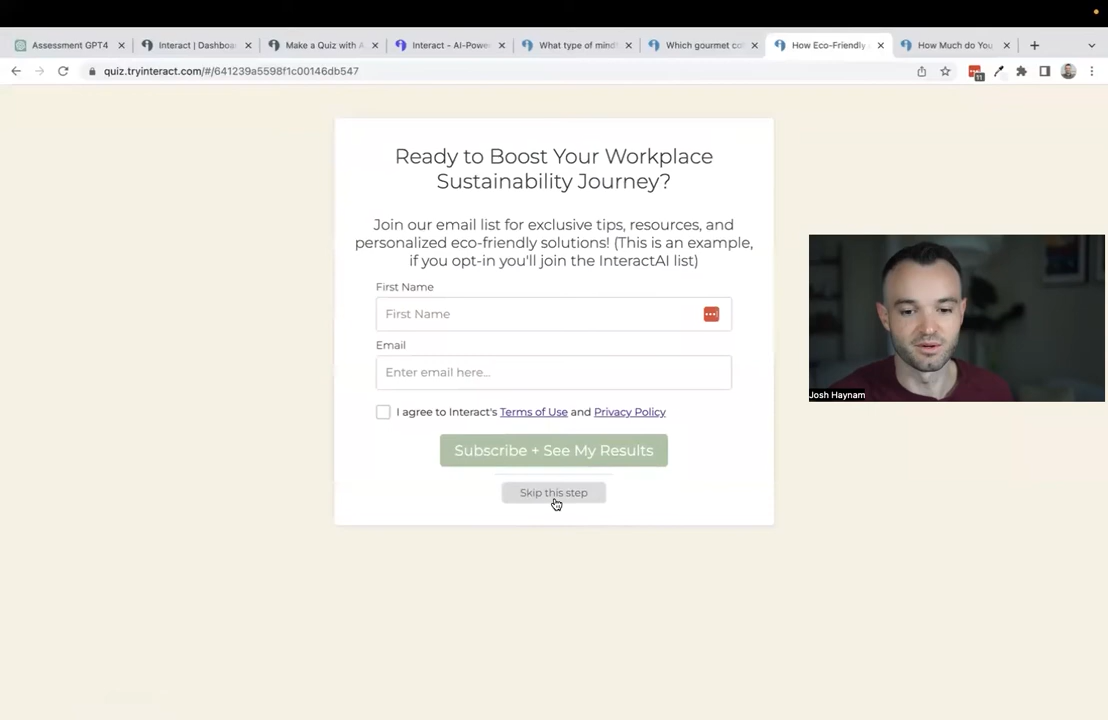 Assessment GPT4
Interact | Dashboa
Make a Quiz with A
Interact - AI-Powe
What type of mind
Which gourmet co
How Eco-Friendly
How Much do You
quiz.tryinteract.com/#/641239a5598f1c00146db547
11
Ready to Boost Your Workplace
Sustainability Journey?
Join our email list for exclusive tips, resources, and
personalized eco-friendly solutions! (This is an example,
if you opt-in you'll join the InteractAI list)
First Name
First Name
Email
Enter email here...
I agree to Interact's Terms of Use and Privacy Policy
Subscribe + See My Results
Skip this step
Josh Haynam